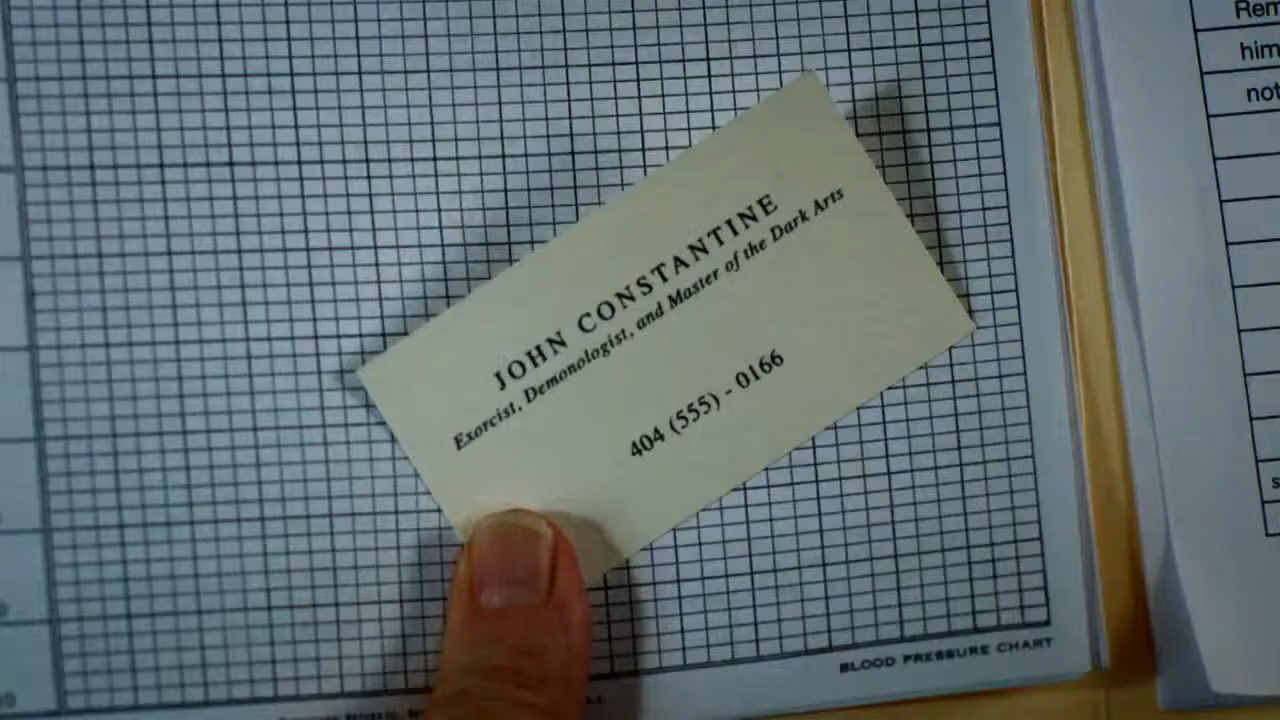 JOHN CONSTANTINE
Exorcist, Demonologist, and Master of the Dark Arts
404 (555) - 0166
BLOOD PRESSURE CHART
Rem
him
not